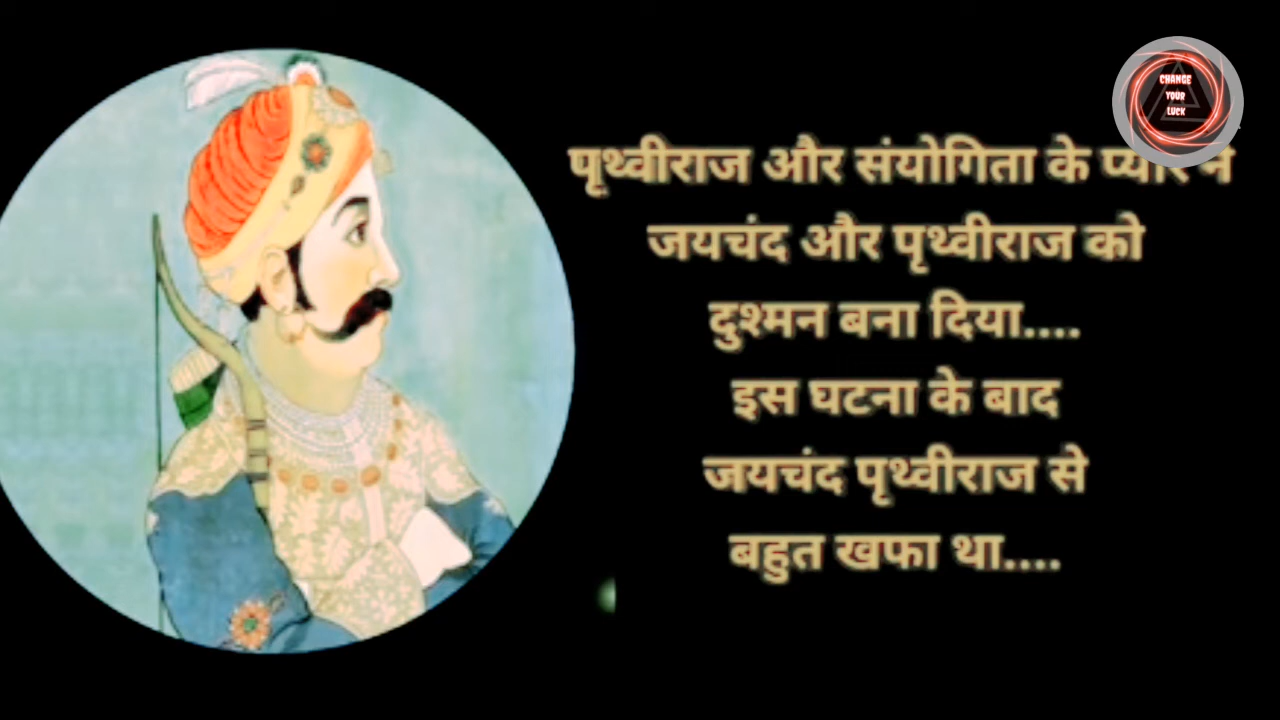 CHANGE
YOUR
LUCK
पृथ्वीराज और संयोगिता के प्यार ने
जयचंद और पृथ्वीराज को
दुश्मन बना दिया....
इस घटना के बाद
जयचंद पृथ्वीराज से
बहुत खफा था....